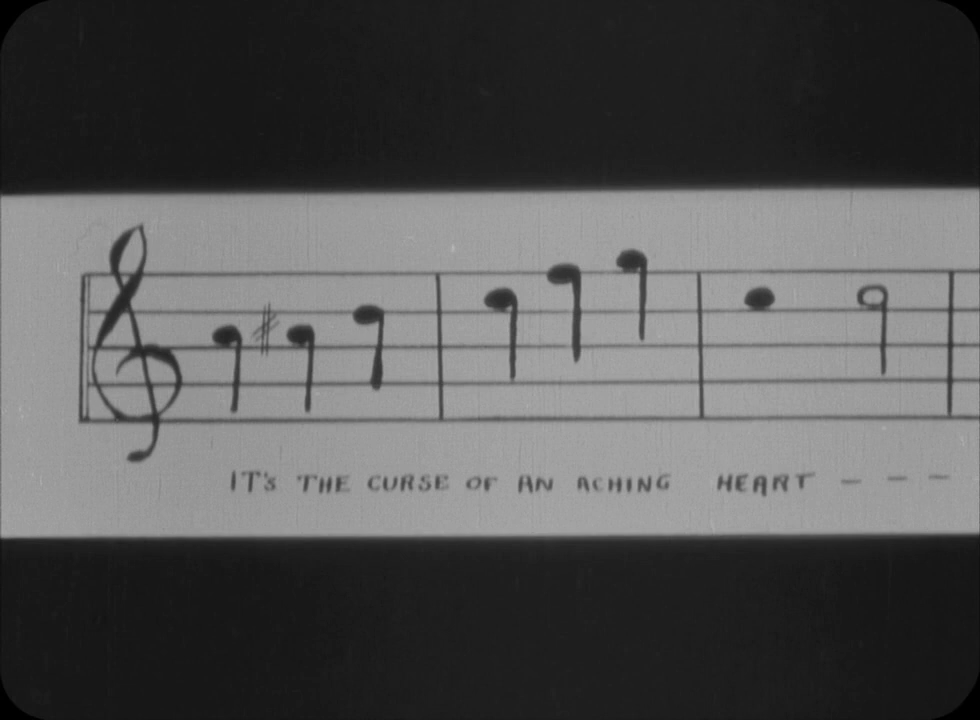 IT'S THE CURSE OF AN ACHING HEART - - -